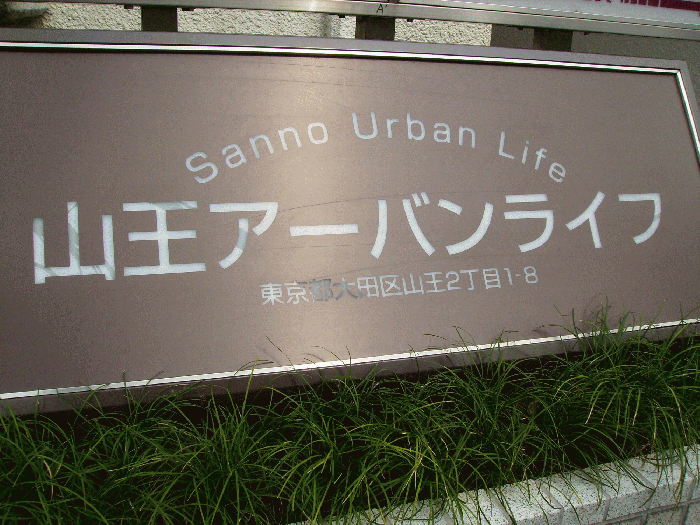 Sanno Urban Life
山王アーバンライフ
東京都大田区山王2丁目1-8